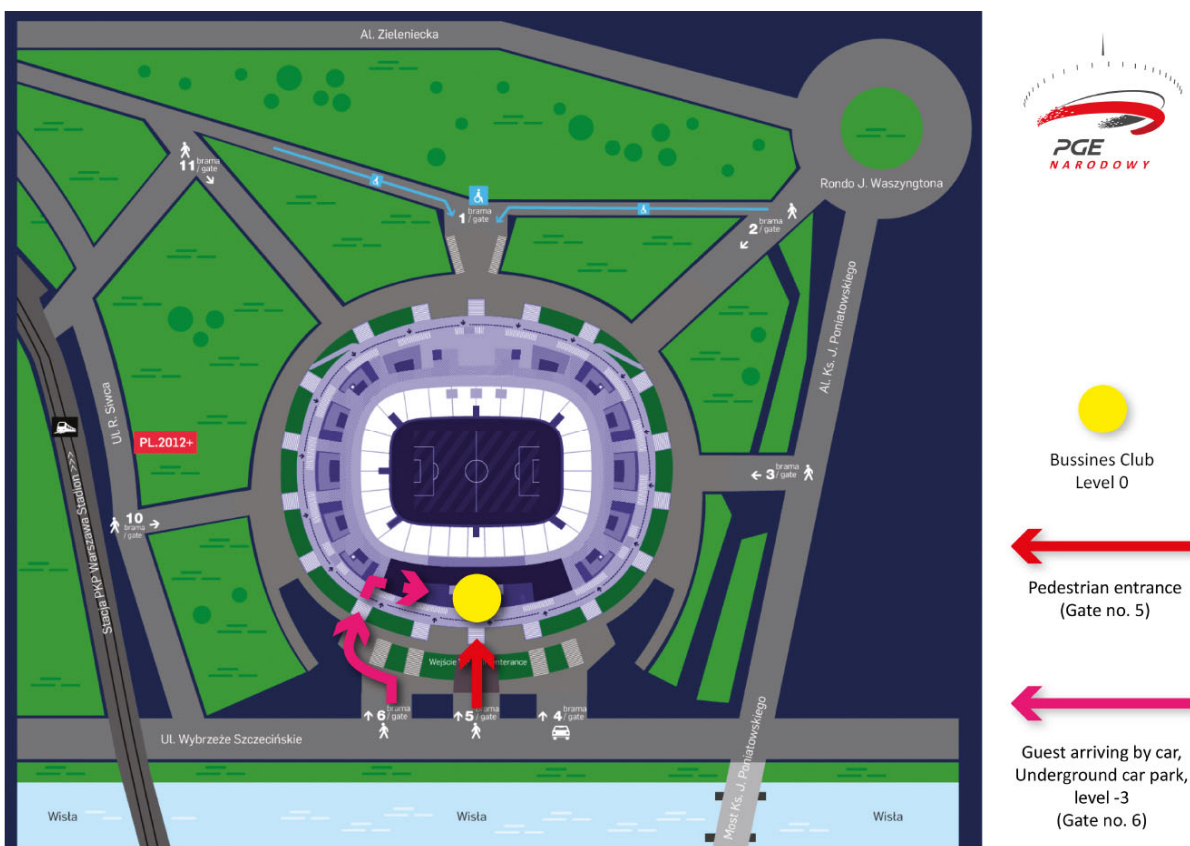 Al. Zieleniecka
PGE
NARODOWY
brama
11 / gate
1 brama
/ gate
Rondo J. Waszyngtona
2 brama
/ gate
Al. Ks. J. Poniatowskiego
Ul. R. Siwca
PL.2012+
Stacja PKP Warszawa Stadion >>>
3 brama
/ gate
10
brama
/ gate
Bussines Club
Level 0
Pedestrian entrance
(Gate no. 5)
Wejście
enterance
6 brama
/ gate
5 brama
/ gate
4 brama
/ gate
Ul. Wybrzeże Szczecińskie
Most Ks. J. Poniatowskiego
Guest arriving by car,
Underground car park,
level -3
(Gate no. 6)
Wisła
Wisła
Wisła